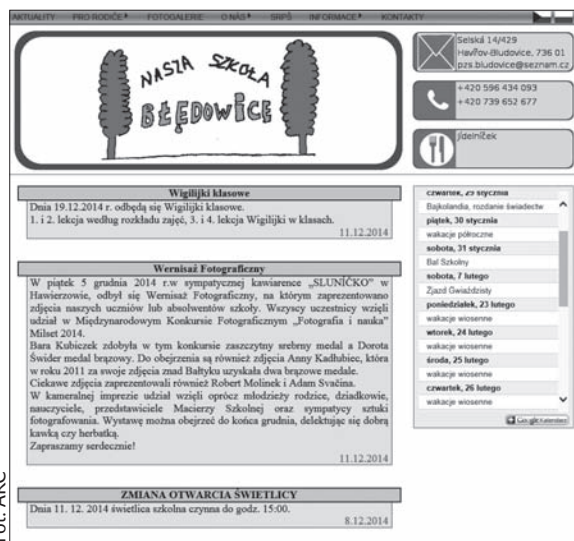 AKTUALITY PRO RODIČE FOTOGALERIE O NÁS SRPŠ INFORMACE KONTAKTY
NASZA SZKOŁA
BŁĘDOWICE
Selská 14/429
Havířov-Bludovice, 736 01
pzs.bludovice@seznam.cz
+420 596 434 093
+420 739 652 677
Jídelníček
Wigilijki klasowe
Dnia 19.12.2014 r. odbędą się Wigilijki klasowe.
1. i 2. lekcja według rozkładu zajęć, 3. i 4. lekcja Wigilijki w klasach.
11.12.2014
Wernisaż Fotograficzny
W piątek 5 grudnia 2014 r.w sympatycznej kawiarence „SLUNÍČKO” w
Hawierzowie, odbył się Wernisaż Fotograficzny, na którym zaprezentowano
zdjęcia naszych uczniów lub absolwentów szkoły. Wszyscy uczestnicy wzięli
udział w Międzynarodowym Konkursie Fotograficznym „Fotografia i nauka”
Milset 2014.
Bara Kubiczek zdobyła w tym konkursie zaszczytny srebrny medal a Dorota
Świder medal brązowy. Do obejrzenia są również zdjęcia Anny Kadłubiec, która
w roku 2011 za swoje zdjęcia znad Bałtyku uzyskała dwa brązowe medale.
Ciekawe zdjęcia zaprezentowali również Robert Molinek i Adam Svačina.
W kameralnej imprezie udział wzięli oprócz młodzieży rodzice, dziadkowie,
nauczyciele, przedstawiciele Macierzy Szkolnej oraz sympatycy sztuki
fotografowania. Wystawę można obejrzeć do końca grudnia, delektując się dobrą
kawką czy herbatką.
Zapraszamy serdecznie!
11.12.2014
ZMIANA OTWARCIA ŚWIETLICY
Dnia 11. 12. 2014 świetlica szkolna czynna do godz. 15:00.
8.12.2014
czwartek, 29 stycznia
Bajkolandia, rozdanie świadectw
piątek, 30 stycznia
wakacje półroczne
sobota, 31 stycznia
Bal Szkolny
sobota, 7 lutego
Zjazd Gwiaździsty
poniedziałek, 23 lutego
wakacje wiosenne
wtorek, 24 lutego
wakacje wiosenne
środa, 25 lutego
wakacje wiosenne
czwartek, 26 lutego
wakacje wiosenne
Google Kalendarz
Fot. ARC